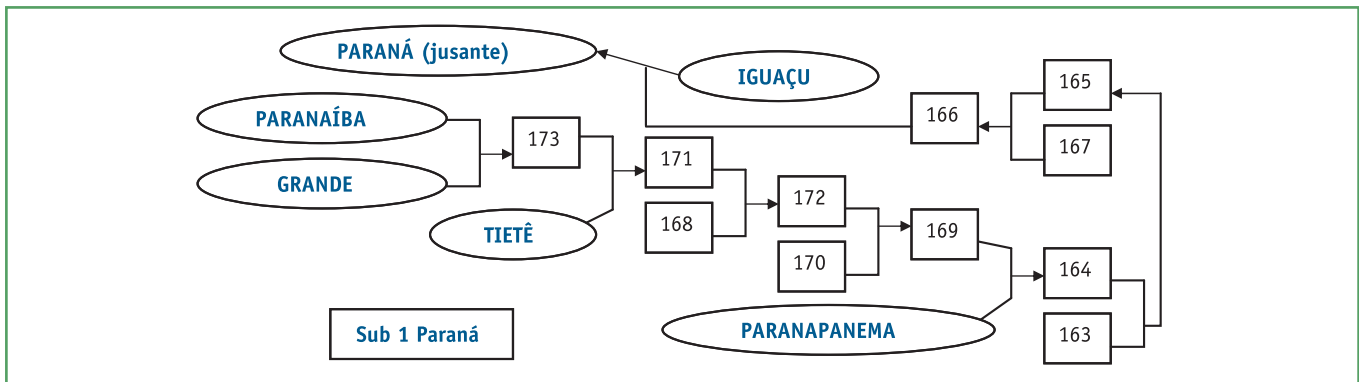 PARANÁ (jusante)
IGUAÇU
165
PARANAÍBA
166
173
171
167
GRANDE
172
168
TIETÊ
169
170
164
PARANAPANEMA
Sub 1 Paraná
163